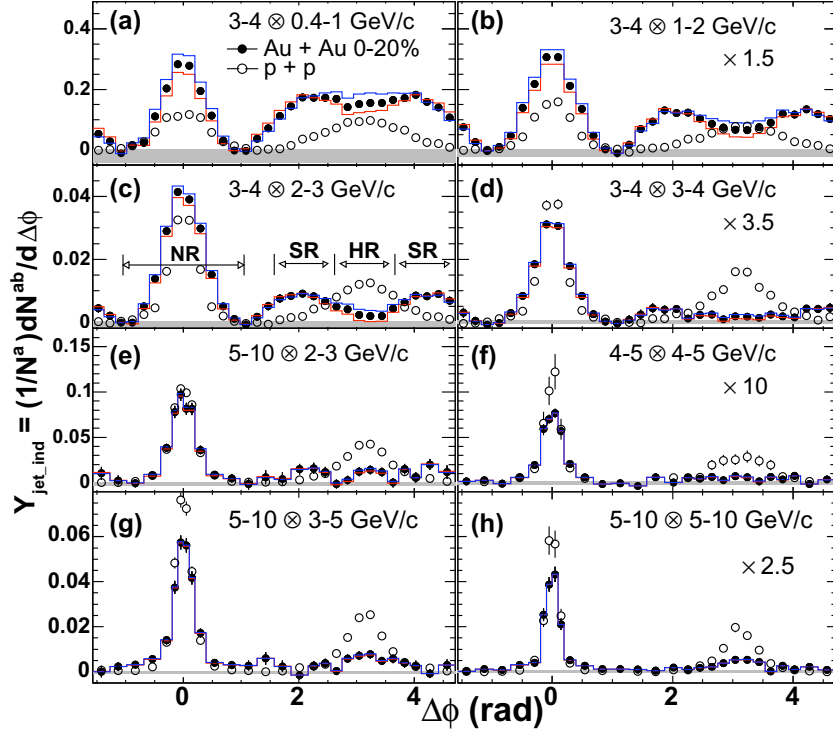 (a) 3-4 ⊗ 0.4-1 GeV/c
Au + Au 0-20%
p + p
(b) 3-4 ⊗ 1-2 GeV/c
× 1.5
0.4
0.2
0
(c) 3-4 ⊗ 2-3 GeV/c
NR SR HR SR
(d) 3-4 ⊗ 3-4 GeV/c
× 3.5
0.04
0.02
0
(e) 5-10 ⊗ 2-3 GeV/c
(f) 4-5 ⊗ 4-5 GeV/c
× 10
0.15
0.1
0.05
0
(g) 5-10 ⊗ 3-5 GeV/c
(h) 5-10 ⊗ 5-10 GeV/c
× 2.5
0.06
0.04
0.02
0
Y jet_ind = (1/Nᵃ)dNᵃᵇ/dΔϕ
0 2 4 0 2 4
Δϕ (rad)